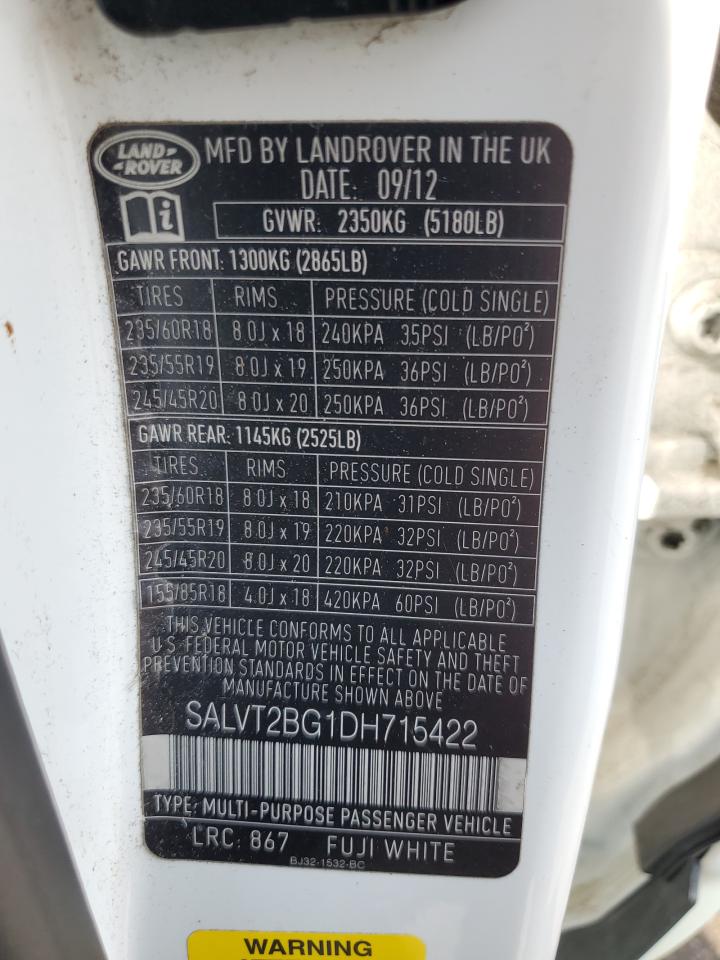 LAND-
-ROVER
MFD BY LANDROVER IN THE UK
DATE: 09/12
GVWR: 2350KG (5180LB)
GAWR FRONT: 1300KG (2865LB)
TIRES RIMS PRESSURE (COLD SINGLE)
235/60R18 8.0J x 18 240KPA 35PSI (LB/PO²)
235/55R19 8.0J x 19 250KPA 36PSI (LB/PO²)
245/45R20 8.0J x 20 250KPA 36PSI (LB/PO²)
GAWR REAR: 1145KG (2525LB)
TIRES RIMS PRESSURE (COLD SINGLE)
235/60R18 8.0J x 18 210KPA 31PSI (LB/PO²)
235/55R19 8.0J x 19 220KPA 32PSI (LB/PO²)
245/45R20 8.0J x 20 220KPA 32PSI (LB/PO²)
155/85R18 4.0J x 18 420KPA 60PSI (LB/PO²)
THIS VEHICLE CONFORMS TO ALL APPLICABLE
U.S. FEDERAL MOTOR VEHICLE SAFETY AND THEFT
PREVENTION STANDARDS IN EFFECT ON THE DATE OF
MANUFACTURE SHOWN ABOVE
SALVT2BG1DH715422
TYPE: MULTI-PURPOSE PASSENGER VEHICLE
LRC: 867 FUJI WHITE
BJ32-1532-BC
WARNING